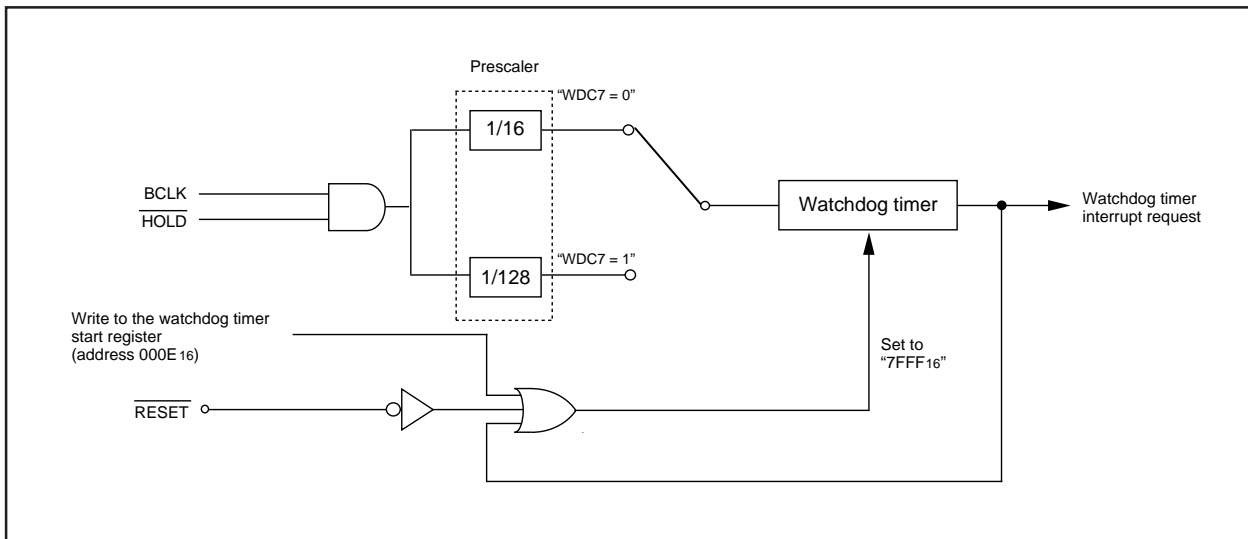 Prescaler
“WDC7 = 0”
1/16
BCLK
HOLD
Watchdog timer
Watchdog timer
interrupt request
“WDC7 = 1”
1/128
Write to the watchdog timer
start register
(address 000E16)
Set to
“7FFF16”
RESET